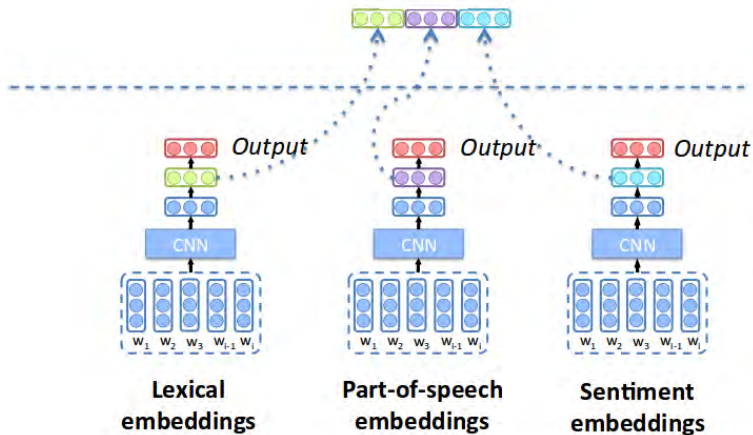 Output Output Output
CNN CNN CNN
w1 w2 w3 wi-1 wi w1 w2 w3 wi-1 wi w1 w2 w3 wi-1 wi
Lexical Part-of-speech Sentiment
embeddings embeddings embeddings